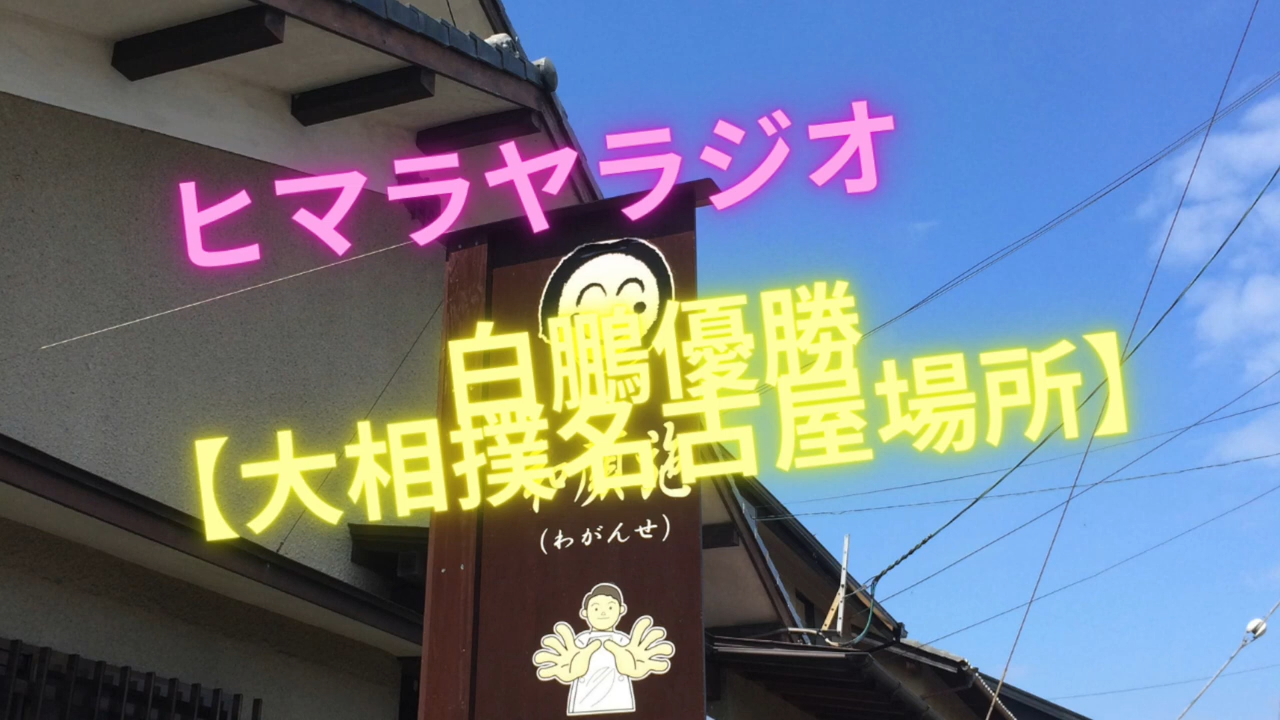 ヒマラヤラジオ
白鵬優勝
【大相撲名古屋場所】
(わがんせ)